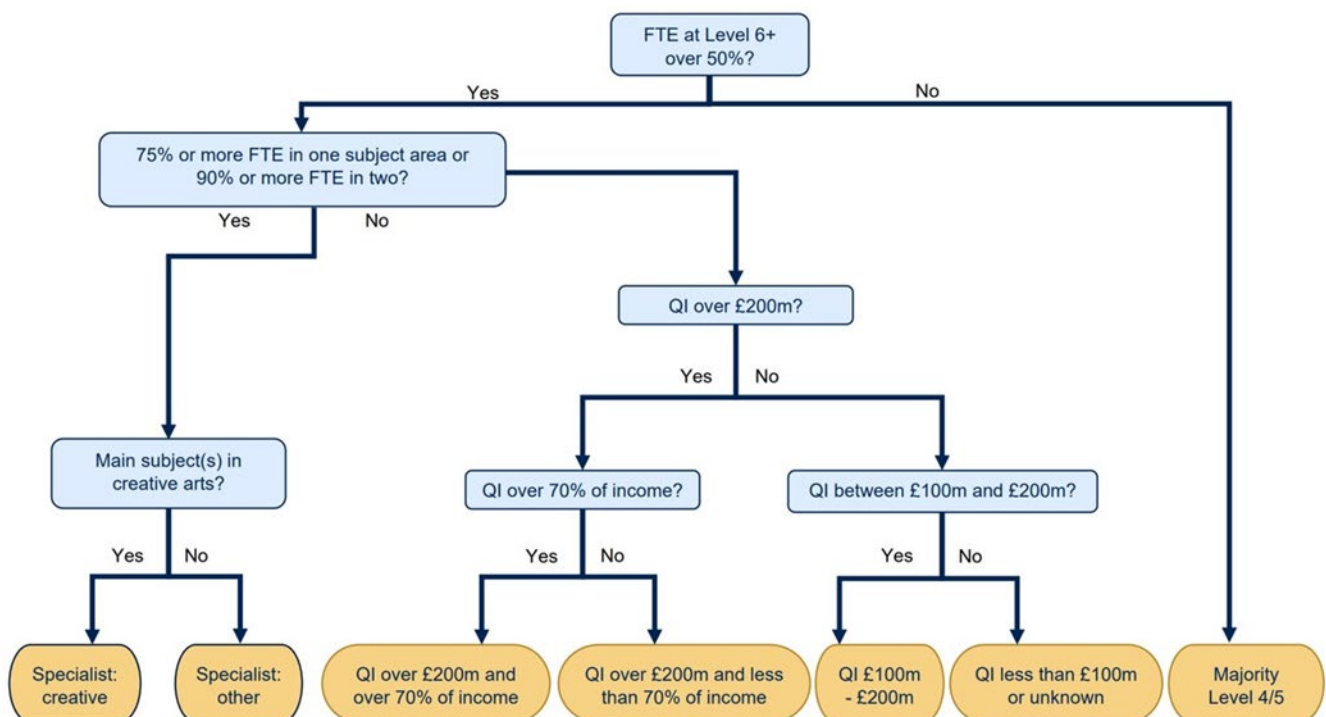 FTE at Level 6+
over 50%?
Yes
No
75% or more FTE in one subject area or
90% or more FTE in two?
Yes
No
QI over £200m?
Yes
No
Main subject(s) in
creative arts?
QI over 70% of income?
QI between £100m and £200m?
Yes
No
Yes
No
Yes
No
Specialist:
creative
Specialist:
other
QI over £200m and
over 70% of income
QI over £200m and less
than 70% of income
QI £100m
- £200m
QI less than £100m
or unknown
Majority
Level 4/5